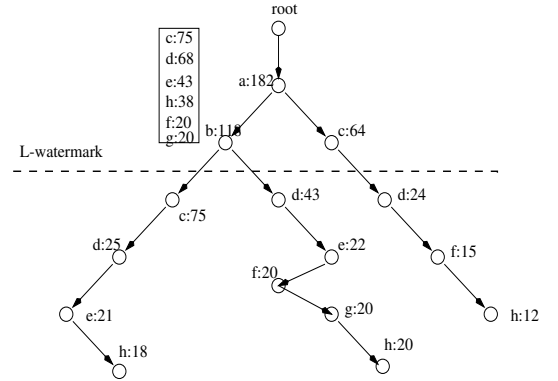 root
c:75
d:68
e:43
h:38
f:20
g:20
a:182
b:118
c:64
L-watermark
c:75
d:43
d:24
d:25
e:22
f:15
f:20
e:21
g:20
h:12
h:18
h:20